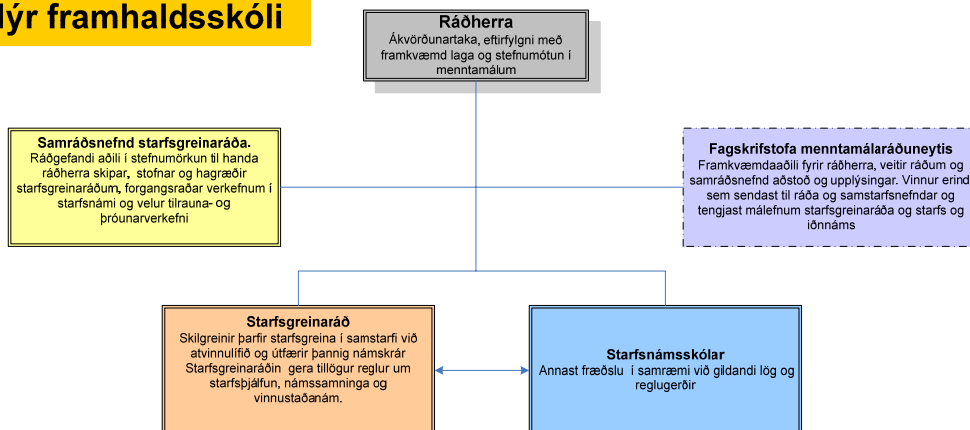 framhaldsskóli
Ráðherra
Ákvörðunartaka, eftirfylgni með
framkvæmd laga og stefnumótun í
menntamálum
Samráðsnefnd starfsgreinaráða.
Ráðgefandi aðili í stefnumörkun til handa
ráðherra skipar, stofnar og hagræðir
starfsgreinaráðum, forgangsraðar verkefnum í
starfsnámi og velur tilrauna- og
þróunarverkefni
Fagskrifstofa menntamálaráðuneytis
Framkvæmdaaðili fyrir ráðherra, veitir ráðum og
samráðsnefnd aðstoð og upplýsingar. Vinnur erind
sem sendast til ráða og samstarfsnefndar og
tengjast málefnum starfsgreinaráða og starfs og
iðnnáms
Starfsgreinaráð
Skilgreinir þarfir starfsgreina í samstarfi við
atvinnulífið og útfærir þannig námskrár
Starfsgreinaráðin gera tillögur reglur um
starfsþjálfun, námssamninga og
vinnustaðanám.
Starfsnámsskólar
Annast fræðslu í samræmi við gildandi lög og
reglugerðir